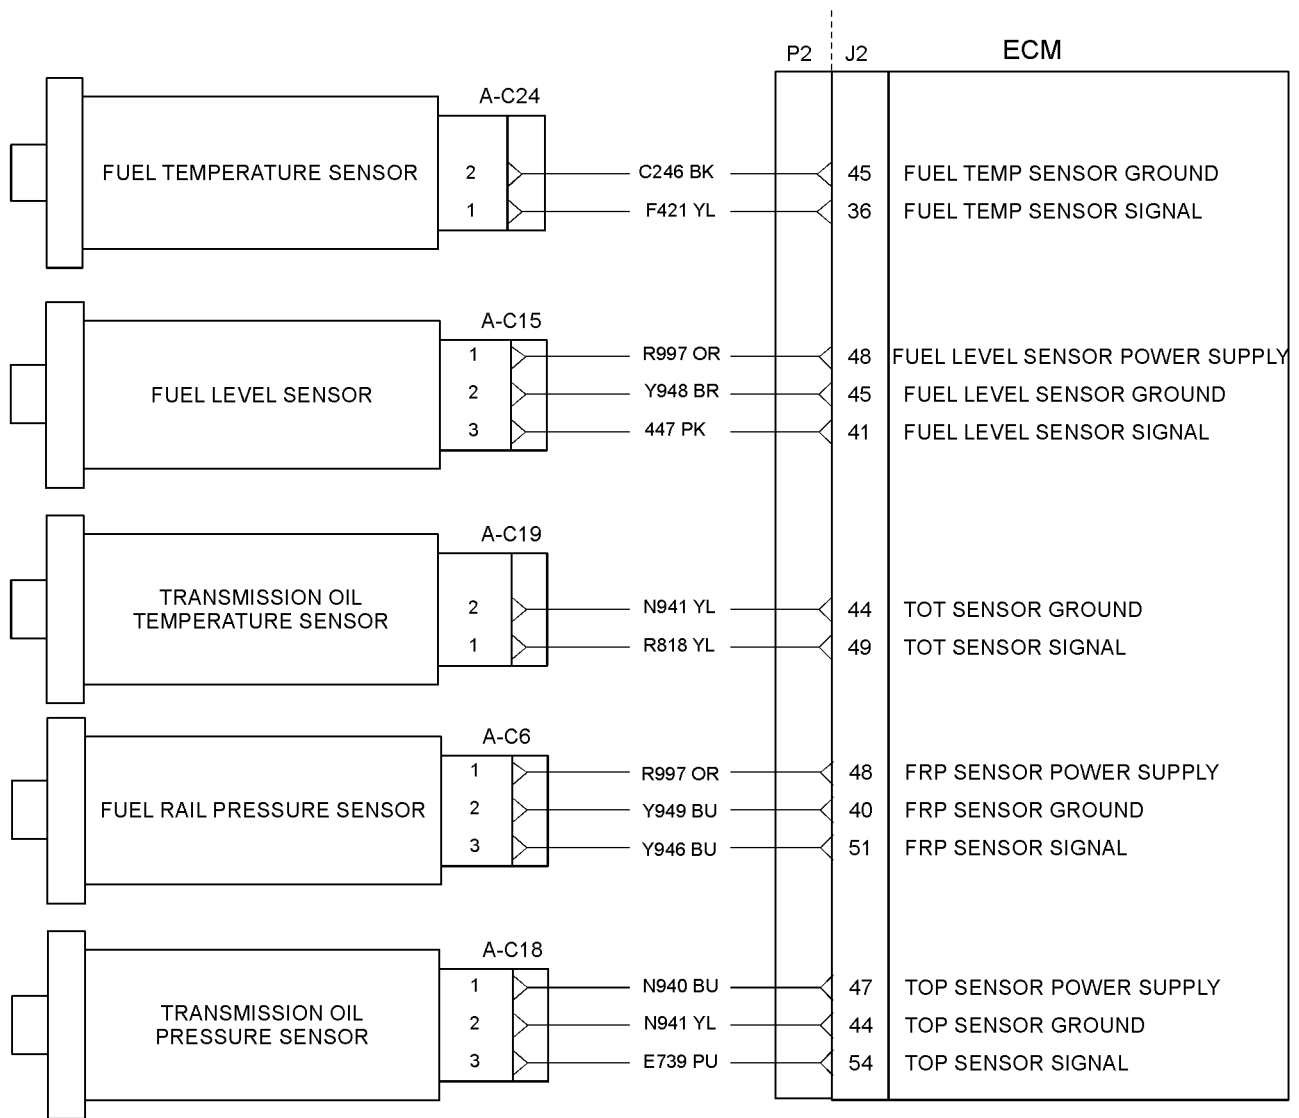 P2 J2 ECM
A-C24
FUEL TEMPERATURE SENSOR 2 C246 BK 45 FUEL TEMP SENSOR GROUND
1 F421 YL 36 FUEL TEMP SENSOR SIGNAL
A-C15
1 R997 OR 48 FUEL LEVEL SENSOR POWER SUPPLY
FUEL LEVEL SENSOR 2 Y948 BR 45 FUEL LEVEL SENSOR GROUND
3 447 PK 41 FUEL LEVEL SENSOR SIGNAL
A-C19
TRANSMISSION OIL 2 N941 YL 44 TOT SENSOR GROUND
TEMPERATURE SENSOR
1 R818 YL 49 TOT SENSOR SIGNAL
A-C6
1 R997 OR 48 FRP SENSOR POWER SUPPLY
FUEL RAIL PRESSURE SENSOR 2 Y949 BU 40 FRP SENSOR GROUND
3 Y946 BU 51 FRP SENSOR SIGNAL
A-C18
1 N940 BU 47 TOP SENSOR POWER SUPPLY
TRANSMISSION OIL 2 N941 YL 44 TOP SENSOR GROUND
PRESSURE SENSOR
3 E739 PU 54 TOP SENSOR SIGNAL